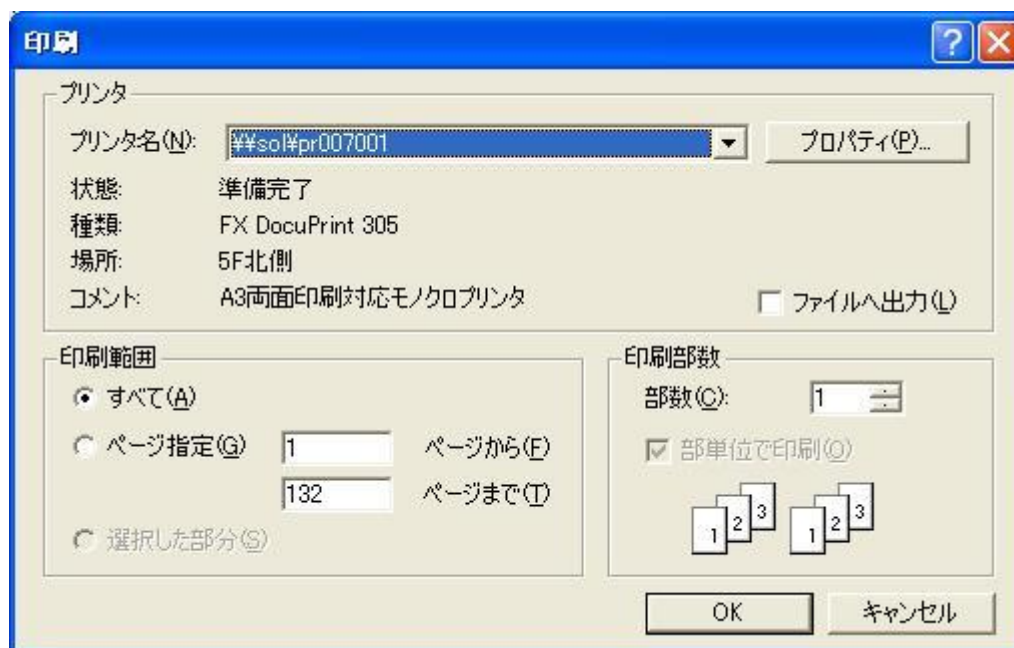 印刷
プリンタ
プリンタ名(N): ¥¥sol¥pr007001 プロパティ(P)...
状態: 準備完了
種類: FX DocuPrint 305
場所: 5F北側
コメント: A3両面印刷対応モノクロプリンタ ファイルへ出力(L)
印刷範囲
すべて(A)
ページ指定(G) 1 ページから(F)
132 ページまで(T)
選択した部分(S)
印刷部数
部数(C): 1
部単位で印刷(O)
1 2 3 1 2 3
OK キャンセル